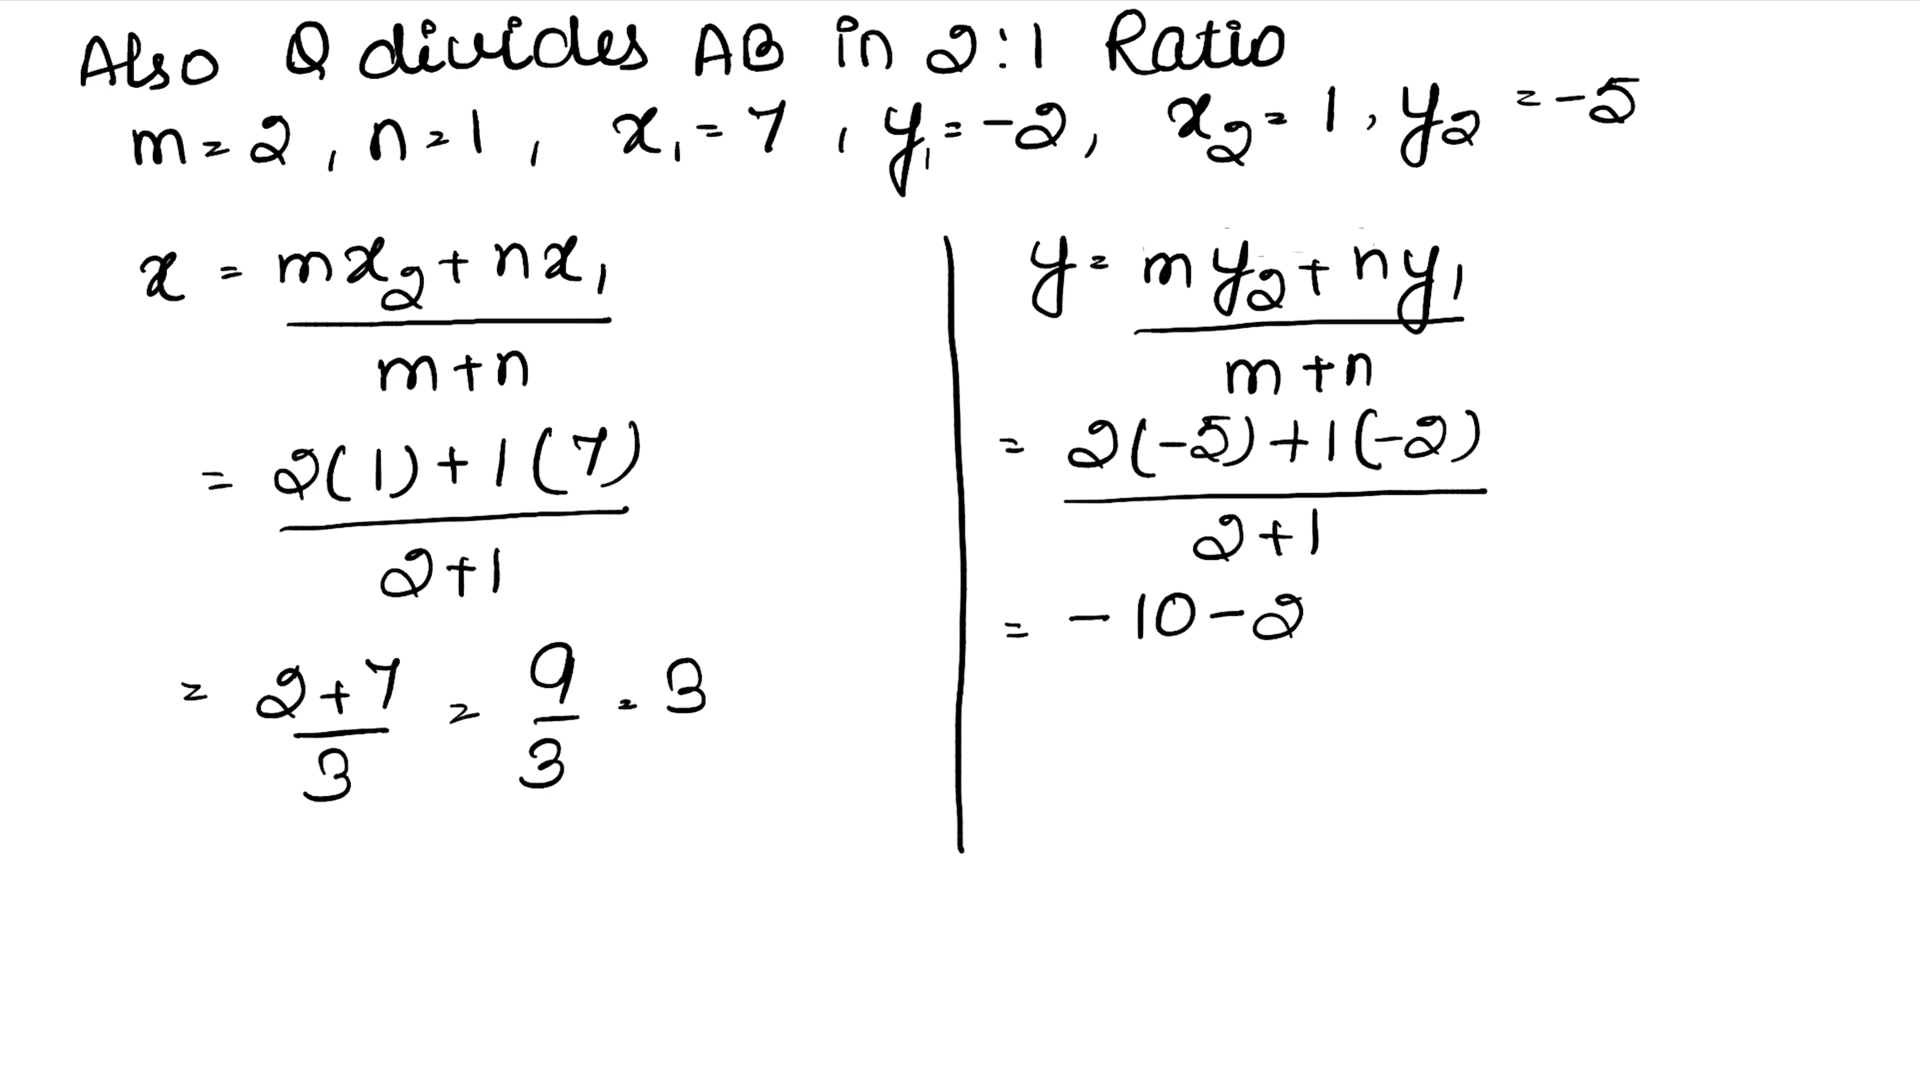 Also Q divides AB in 2:1 Ratio
m=2, n=1, x₁=7, y₁=-2, x₂=1, y₂=-5
x = mx₂+nx₁
m+n
= 2(1)+1(7)
2+1
= 2+7 = 9 = 3
3 3
y= my₂+ny₁
m+n
= 2(-5)+1(-2)
2+1
= -10-2